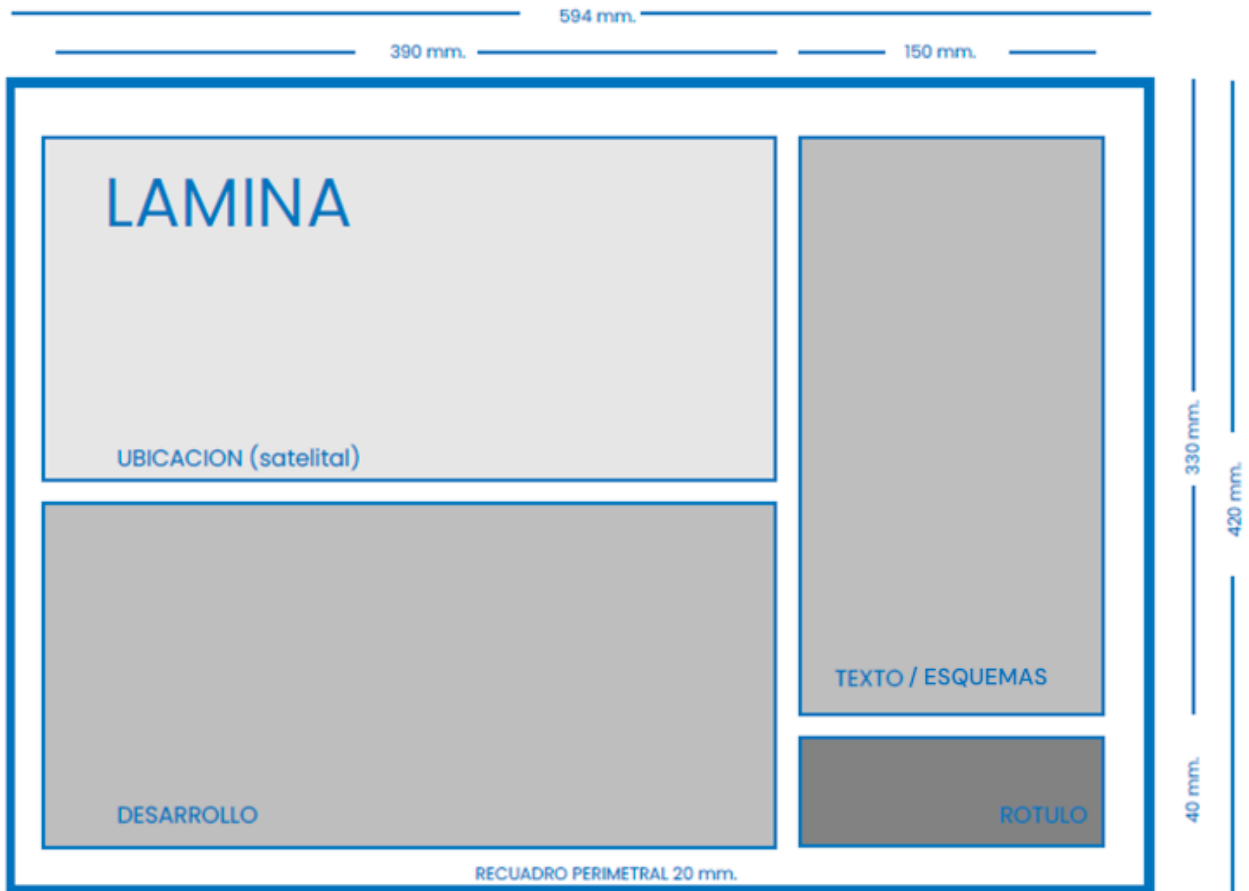 594 mm.
390 mm.
150 mm.
LAMINA
UBICACION (satelital)
330 mm.
420 mm.
TEXTO / ESQUEMAS
40 mm.
DESARROLLO
ROTULO
RECUADRO PERIMETRAL 20 mm.